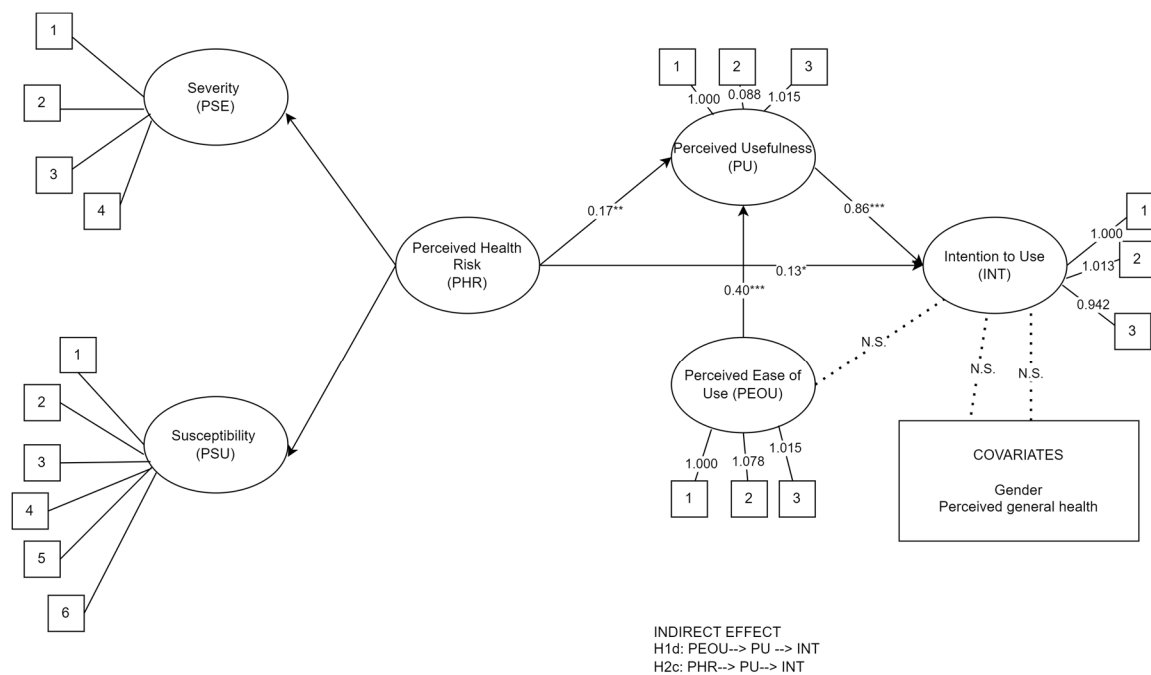 1
2
3
4
Severity
(PSE)
1
2
3
4
5
6
Susceptibility
(PSU)
Perceived Health
Risk
(PHR)
0.17**
0.13*
0.40***
0.86***
1
2
3
1.000
0.088
1.015
Perceived Usefulness
(PU)
Perceived Ease of
Use (PEOU)
1.000
1.078
1.015
1
2
3
Intention to Use
(INT)
1.000
1.013
0.942
1
2
3
N.S.
N.S.
N.S.
COVARIATES
Gender
Perceived general health
INDIRECT EFFECT
H1d: PEOU--> PU --> INT
H2c: PHR--> PU--> INT